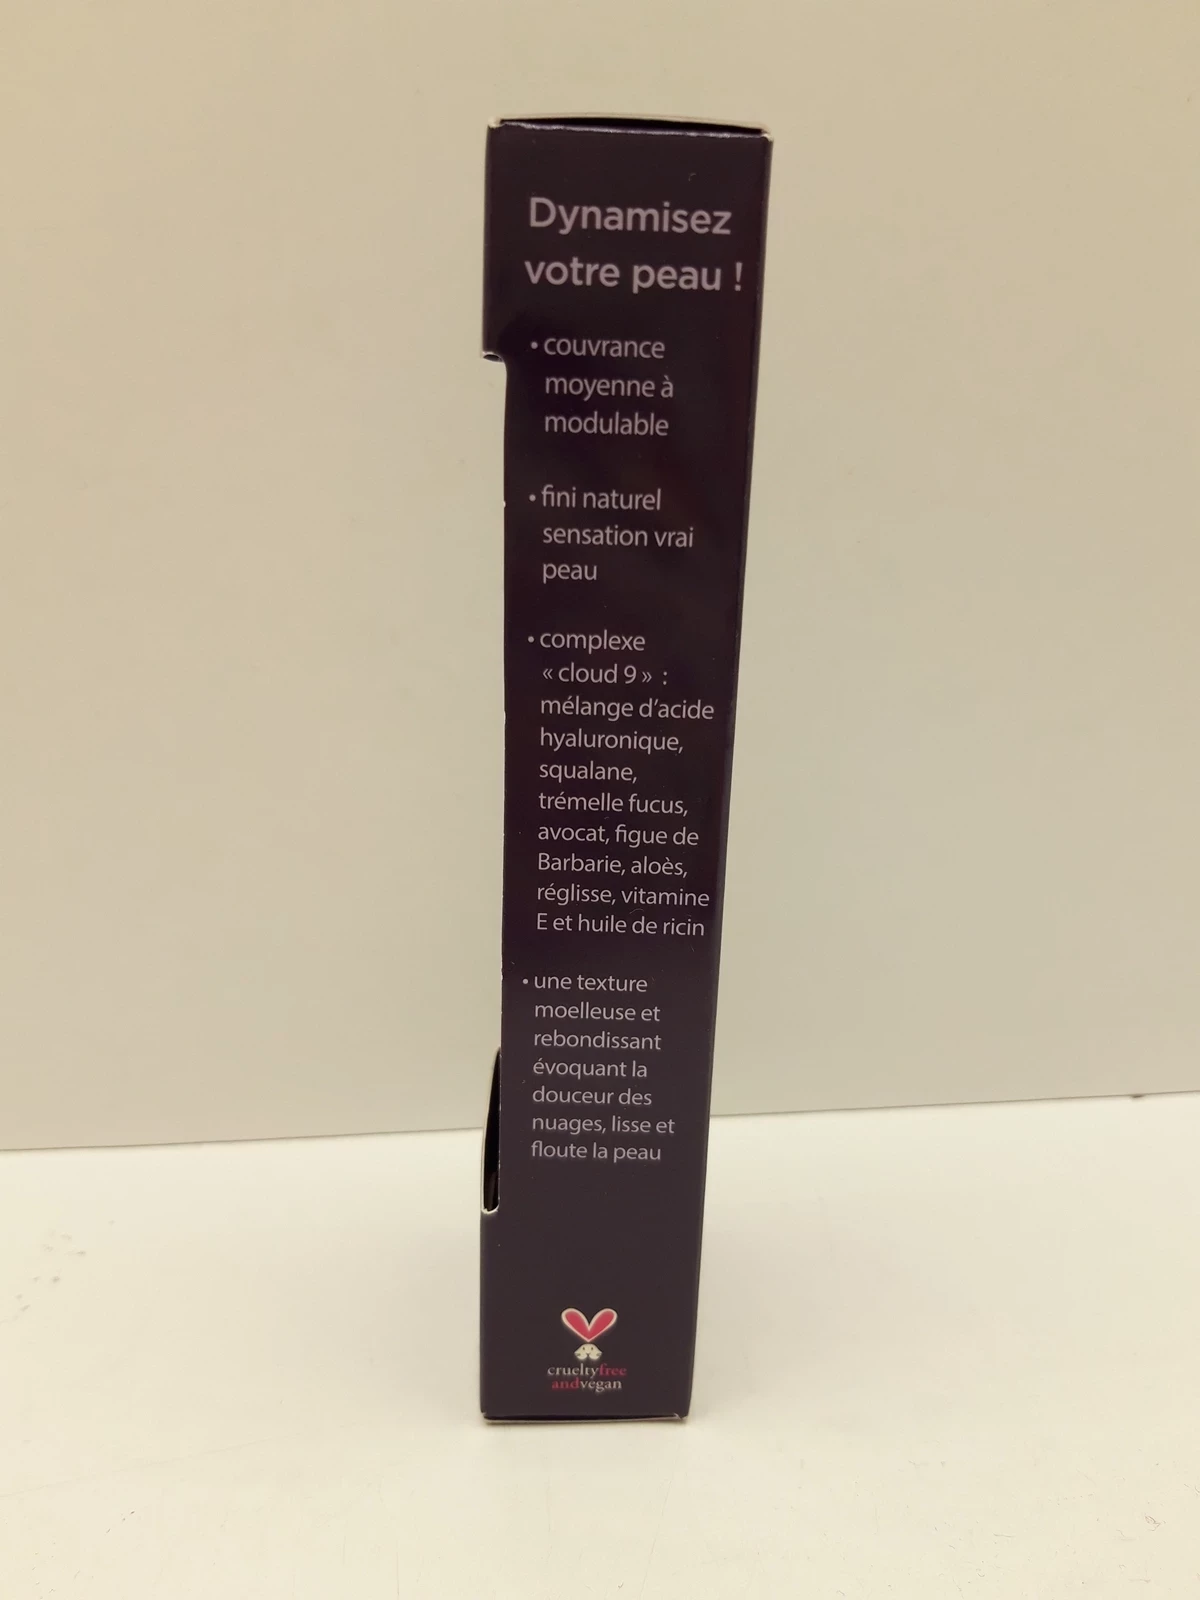 Dynamisez
votre peau !
• couvrance
moyenne à
modulable
• fini naturel
sensation vrai
peau
• complexe
« cloud 9 » :
mélange d'acide
hyaluronique,
squalane,
trémelle fucus,
avocat, figue de
Barbarie, aloès,
réglisse, vitamine
E et huile de ricin
• une texture
moelleuse et
rebondissant
évoquant la
douceur des
nuages, lisse et
floute la peau
crueltyfree
andvegan